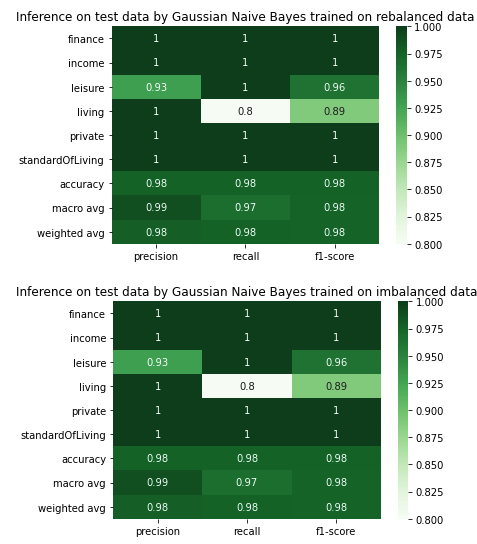 Inference on test data by Gaussian Naive Bayes trained on rebalanced data
finance 1 1 1 1.000
income 1 1 1 0.975
leisure 0.93 1 0.96 0.950
living 1 0.8 0.89 0.925
private 1 1 1 0.900
standardOfLiving 1 1 1 0.875
accuracy 0.98 0.98 0.98 0.850
macro avg 0.99 0.97 0.98 0.825
weighted avg 0.98 0.98 0.98 0.800
precision recall f1-score
Inference on test data by Gaussian Naive Bayes trained on imbalanced data
finance 1 1 1 1.000
income 1 1 1 0.975
leisure 0.93 1 0.96 0.950
living 1 0.8 0.89 0.925
private 1 1 1 0.900
standardOfLiving 1 1 1 0.875
accuracy 0.98 0.98 0.98 0.850
macro avg 0.99 0.97 0.98 0.825
weighted avg 0.98 0.98 0.98 0.800
precision recall f1-score